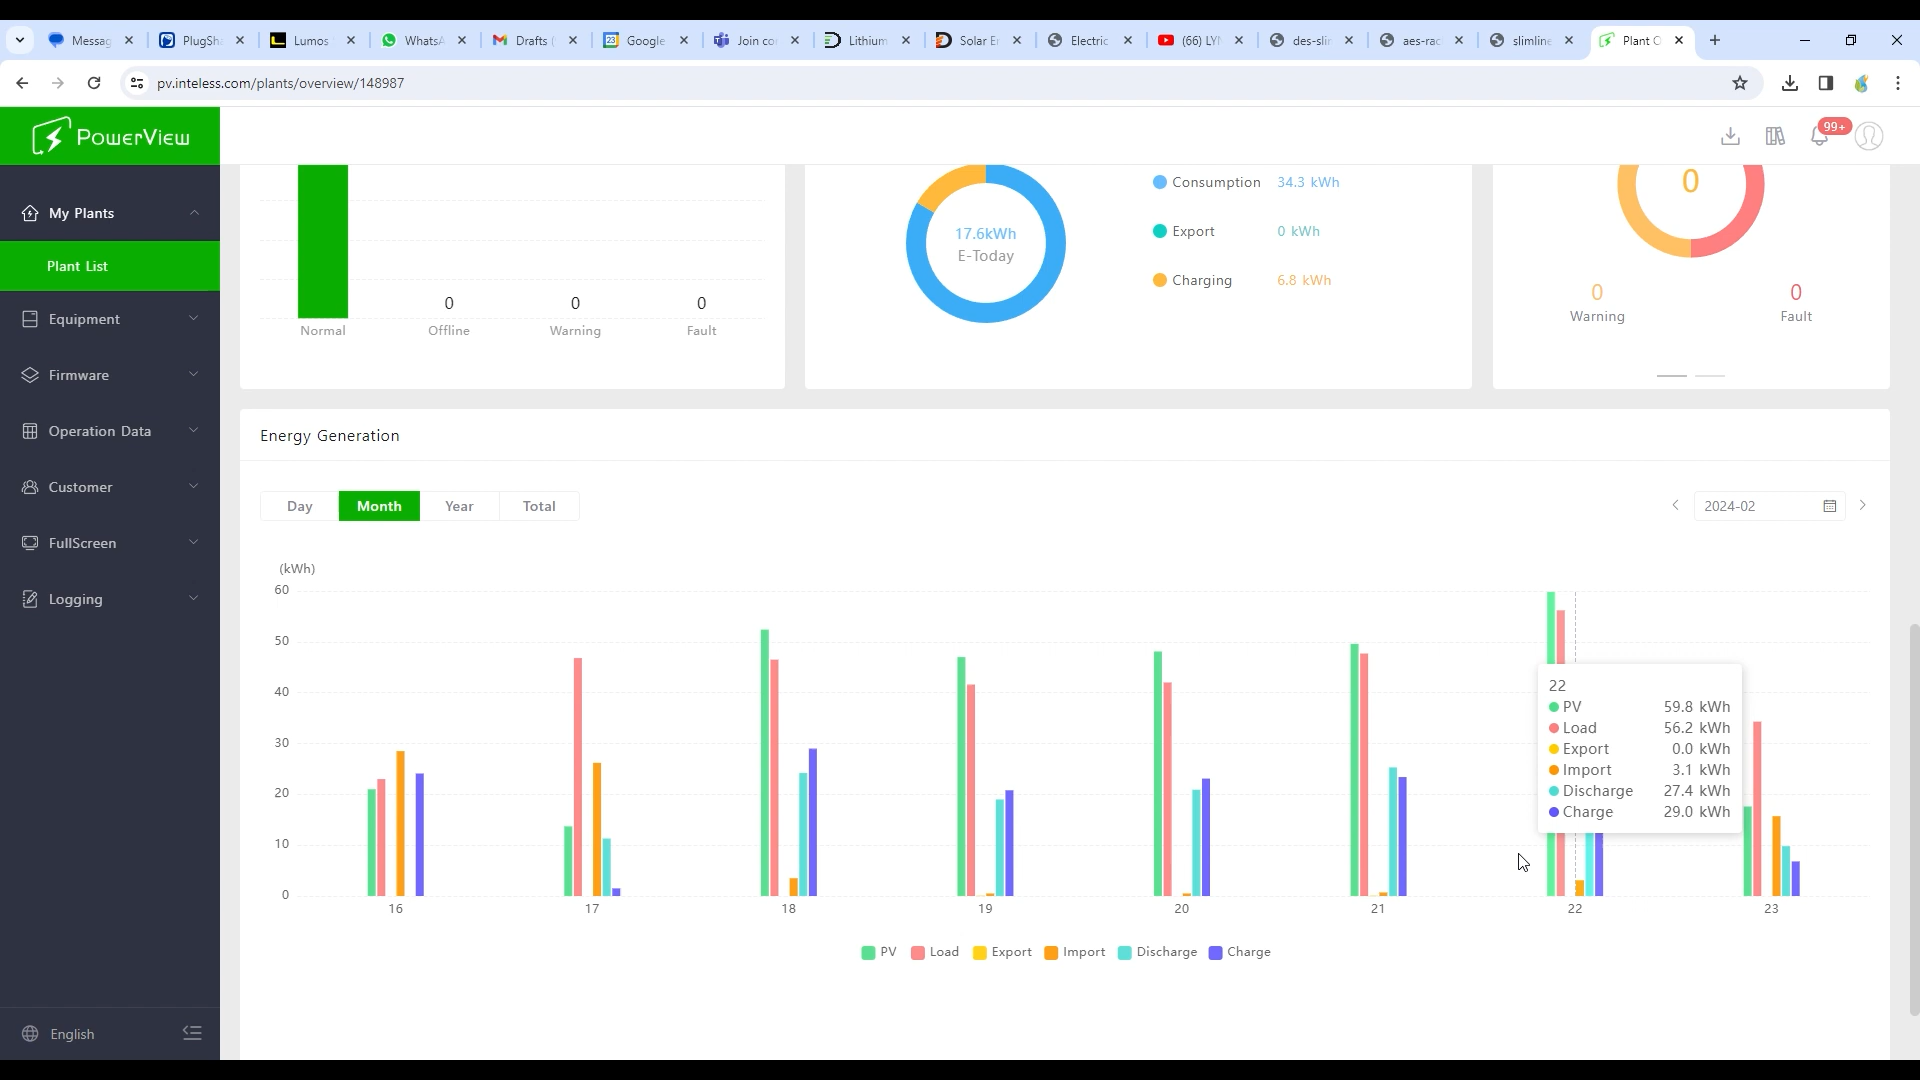 Messag
PlugSh
Lumos
WhatsA
Drafts (
Google
Join co
Lithium
Solar E
Electric
(66) LY
des-sli
aes-rac
slimline
Plant O
pv.inteless.com/plants/overview/148987
PowerView
99+
My Plants
Plant List
Equipment
Firmware
Operation Data
Customer
FullScreen
Logging
English
0
0
0
Normal
Offline
Warning
Fault
17.6kWh
E-Today
Consumption 34.3 kWh
Export 0 kWh
Charging 6.8 kWh
0
0
Warning
0
Fault
Energy Generation
Day
Month
Year
Total
2024-02
(kWh)
60
50
40
30
20
10
0
16
17
18
19
20
21
22
23
22
PV 59.8 kWh
Load 56.2 kWh
Export 0.0 kWh
Import 3.1 kWh
Discharge 27.4 kWh
Charge 29.0 kWh
PV Load Export Import Discharge Charge